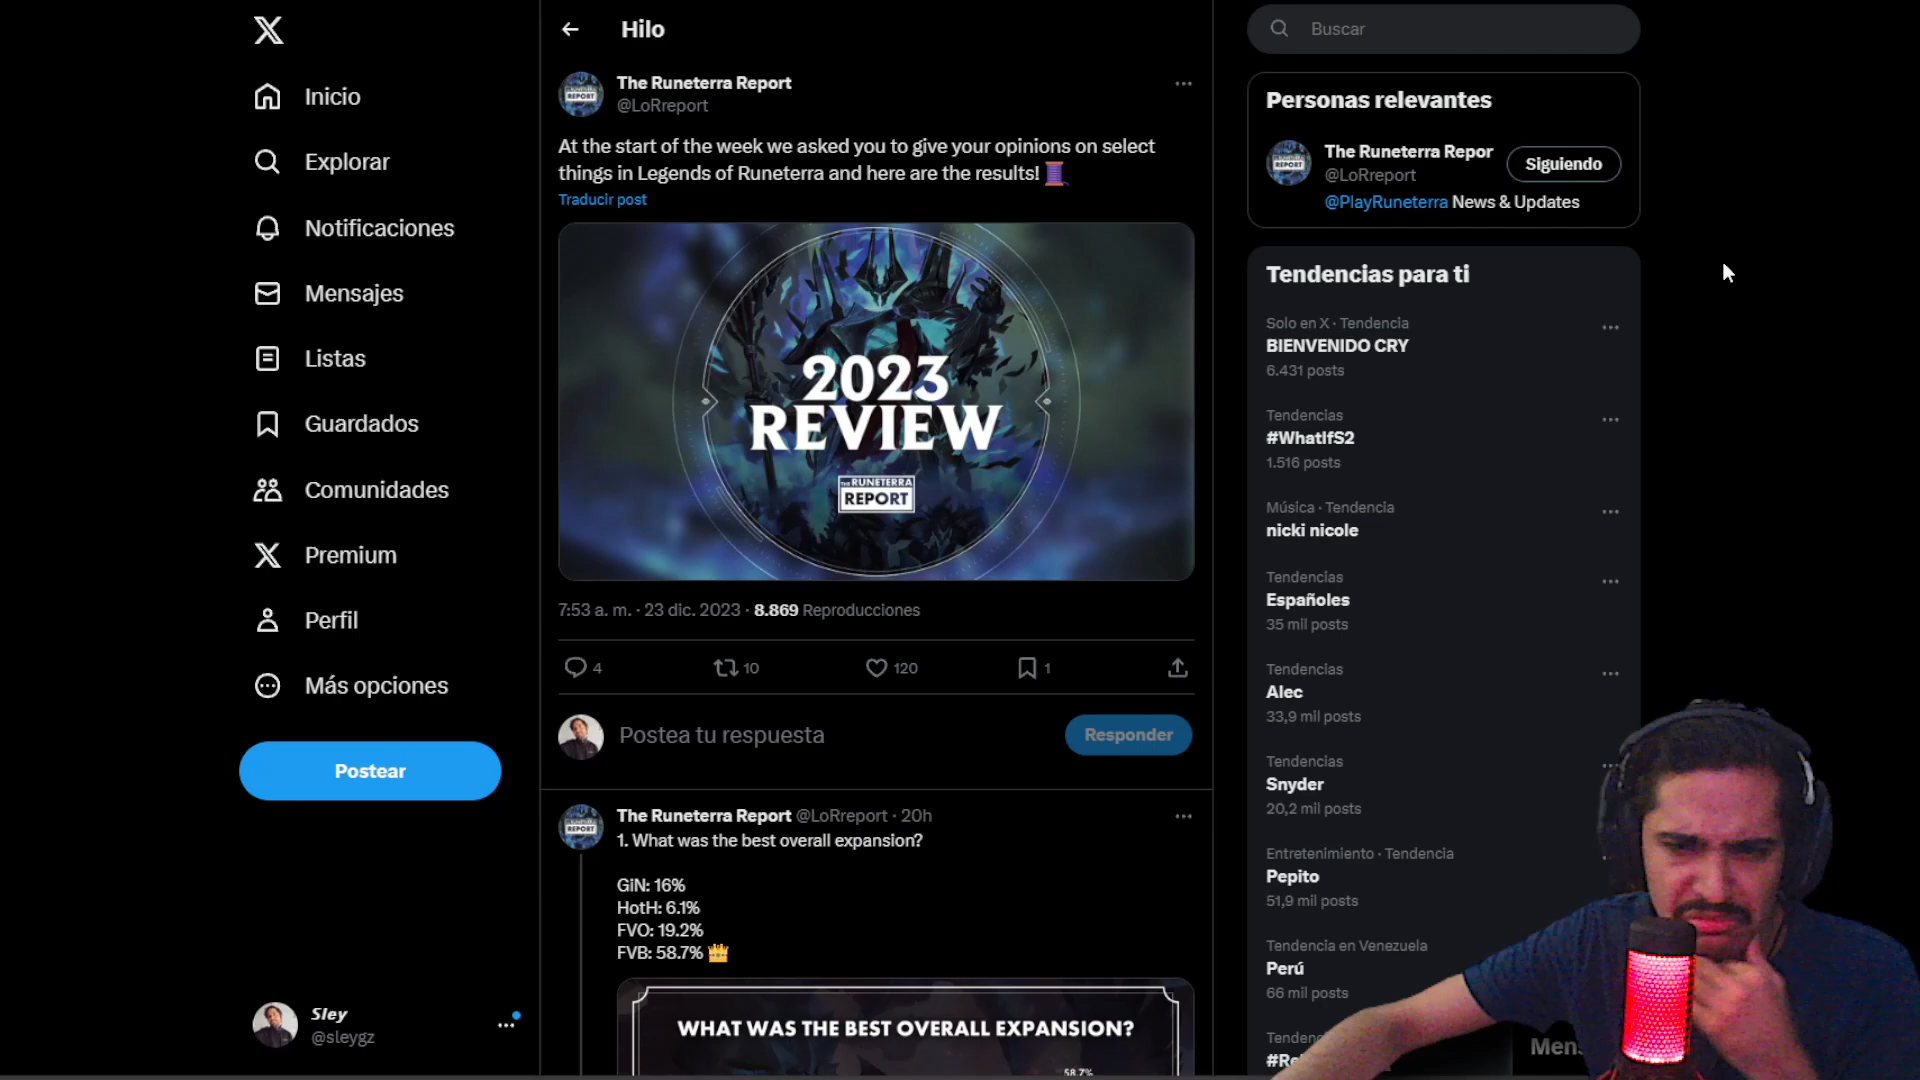 Hilo
Buscar
Inicio
Explorar
Notificaciones
Mensajes
Listas
Guardados
Comunidades
Premium
Perfil
Más opciones
Postear
Sley
@sleygz
The Runeterra Report
@LoRreport
At the start of the week we asked you to give your opinions on select
things in Legends of Runeterra and here are the results!
Traducir post
2023
REVIEW
THE RUNETERRA
REPORT
7:53 a. m. · 23 dic. 2023 · 8.869 Reproducciones
4
10
120
1
Postea tu respuesta
Responder
The Runeterra Report @LoRreport · 20h
1. What was the best overall expansion?
GiN: 16%
HotH: 6.1%
FVO: 19.2%
FVB: 58.7%
WHAT WAS THE BEST OVERALL EXPANSION?
58.7%
Personas relevantes
The Runeterra Repor
@LoRreport
Siguiendo
@PlayRuneterra News & Updates
Tendencias para ti
Solo en X · Tendencia
BIENVENIDO CRY
6.431 posts
Tendencias
#WhatIfS2
1.516 posts
Música · Tendencia
nicki nicole
Tendencias
Españoles
35 mil posts
Tendencias
Alec
33,9 mil posts
Tendencias
Snyder
20,2 mil posts
Entretenimiento · Tendencia
Pepito
51,9 mil posts
Tendencia en Venezuela
Perú
66 mil posts